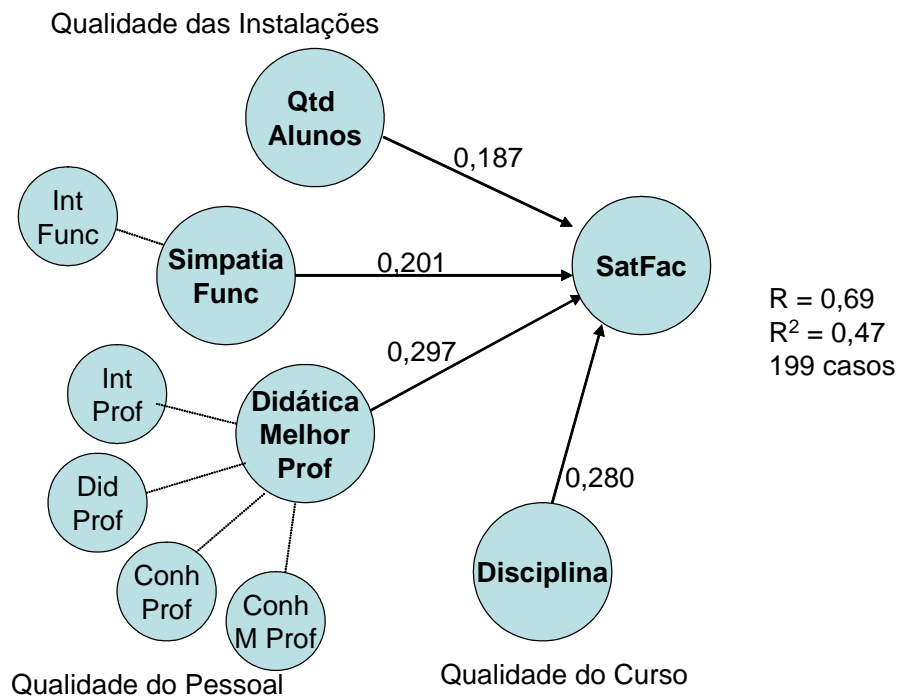 Qualidade das Instalações
Qtd
Alunos
0,187
Int
Func
Simpatia
Func
0,201
SatFac
R = 0,69
R² = 0,47
199 casos
0,297
Int
Prof
Didática
Melhor
Prof
Did
Prof
0,280
Conh
Prof
Conh
M Prof
Disciplina
Qualidade do Pessoal
Qualidade do Curso